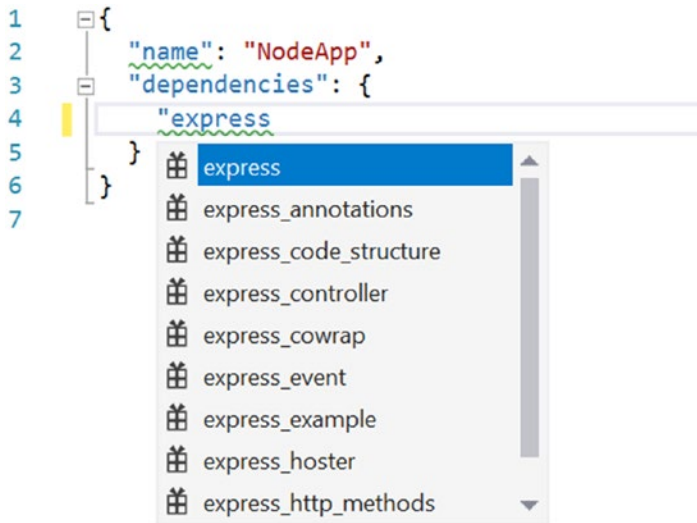 1 {
2 "name": "NodeApp",
3 "dependencies": {
4 "express
5 }
6 }
7
express
express_annotations
express_code_structure
express_controller
express_cowrap
express_event
express_example
express_hoster
express_http_methods